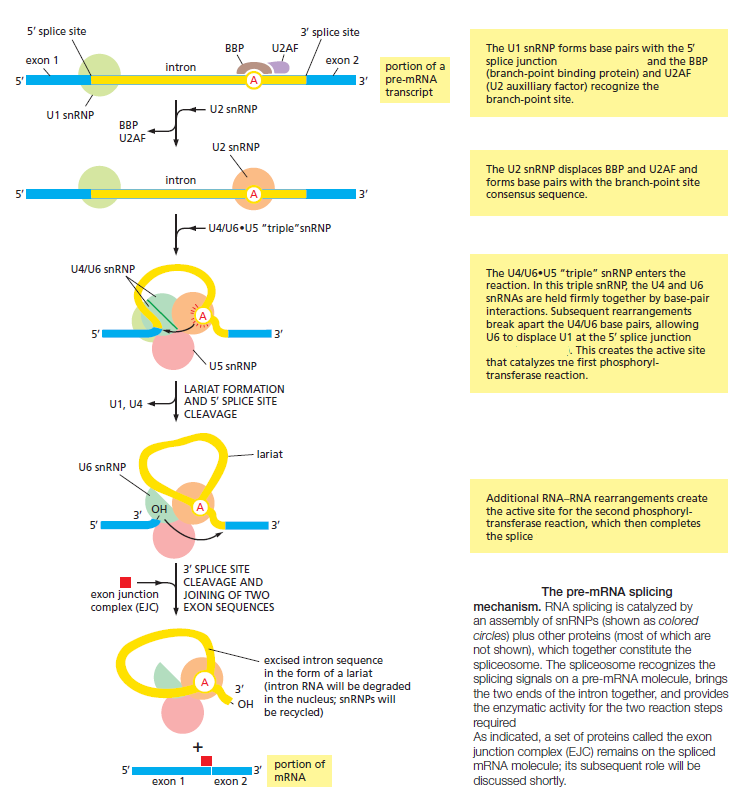 5′ splice site
3′ splice site
BBP
U2AF
exon 1
intron
exon 2
A
5′
3′
portion of a
pre-mRNA
transcript
U1 snRNP
U2 snRNP
BBP
U2AF
The U1 snRNP forms base pairs with the 5′
splice junction and the BBP
(branch-point binding protein) and U2AF
(U2 auxilliary factor) recognize the
branch-point site.
U2 snRNP
intron
A
5′
3′
The U2 snRNP displaces BBP and U2AF and
forms base pairs with the branch-point site
consensus sequence.
U4/U6•U5 “triple”snRNP
U4/U6 snRNP
A
5′
3′
U5 snRNP
The U4/U6•U5 “triple” snRNP enters the
reaction. In this triple snRNP, the U4 and U6
snRNAs are held firmly together by base-pair
interactions. Subsequent rearrangements
break apart the U4/U6 base pairs, allowing
U6 to displace U1 at the 5′ splice junction
. This creates the active site
that catalyzes the first phosphoryl-
transferase reaction.
U1, U4
LARIAT FORMATION
AND 5′ SPLICE SITE
CLEAVAGE
lariat
U6 snRNP
3′
OH
A
5′
3′
Additional RNA–RNA rearrangements create
the active site for the second phosphoryl-
transferase reaction, which then completes
the splice
exon junction
complex (EJC)
3′ SPLICE SITE
CLEAVAGE AND
JOINING OF TWO
EXON SEQUENCES
A
3′
OH
excised intron sequence
in the form of a lariat
(intron RNA will be degraded
in the nucleus; snRNPs will
be recycled)
+
5′
3′
exon 1
exon 2
portion of
mRNA
The pre-mRNA splicing
mechanism. RNA splicing is catalyzed by
an assembly of snRNPs (shown as colored
circles) plus other proteins (most of which are
not shown), which together constitute the
spliceosome. The spliceosome recognizes the
splicing signals on a pre-mRNA molecule, brings
the two ends of the intron together, and provides
the enzymatic activity for the two reaction steps
required
As indicated, a set of proteins called the exon
junction complex (EJC) remains on the spliced
mRNA molecule; its subsequent role will be
discussed shortly.